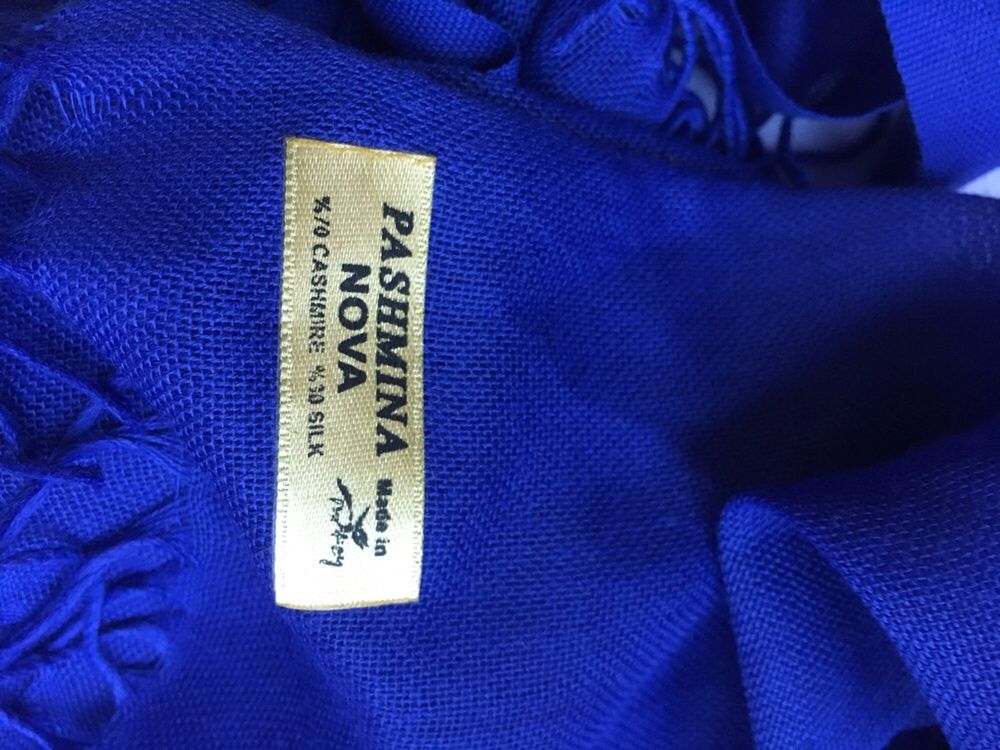 PASHMINA
NOVA
%70 CASHMIRE %30 SILK
Made in
Turkey